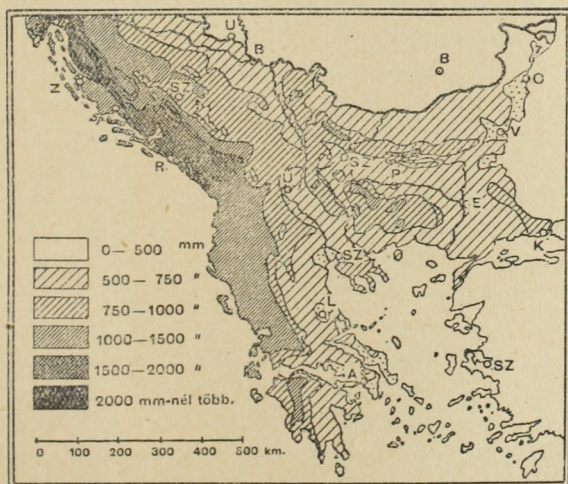 U
B
B
Z
SZ
C
SP
V
R
U
SZ
P
E
K
SZ
L
A
SZ
0–500 mm
500–750 "
750–1000 "
1000–1500 "
1500–2000 "
2000 mm-nél több.
0 100 200 300 400 500 km.